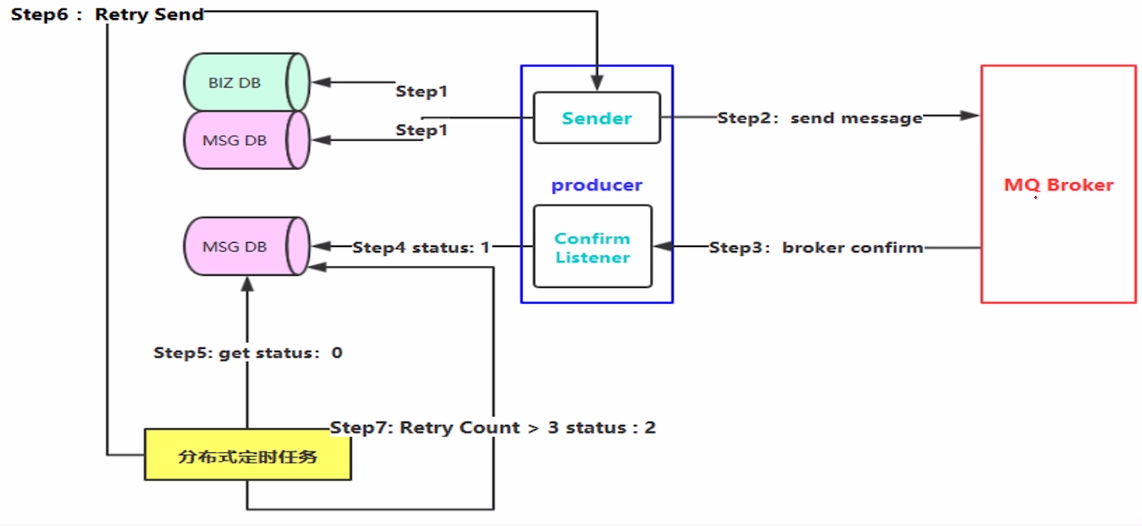 Step6： Retry Send
BIZ DB
Step1
Sender
Step2：send message
Step1
MSG DB
producer
MQ Broker
MSG DB
Step4 status: 1
Confirm
Listener
Step3：broker confirm
Step5: get status：0
Step7: Retry Count > 3 status : 2
分布式定时任务